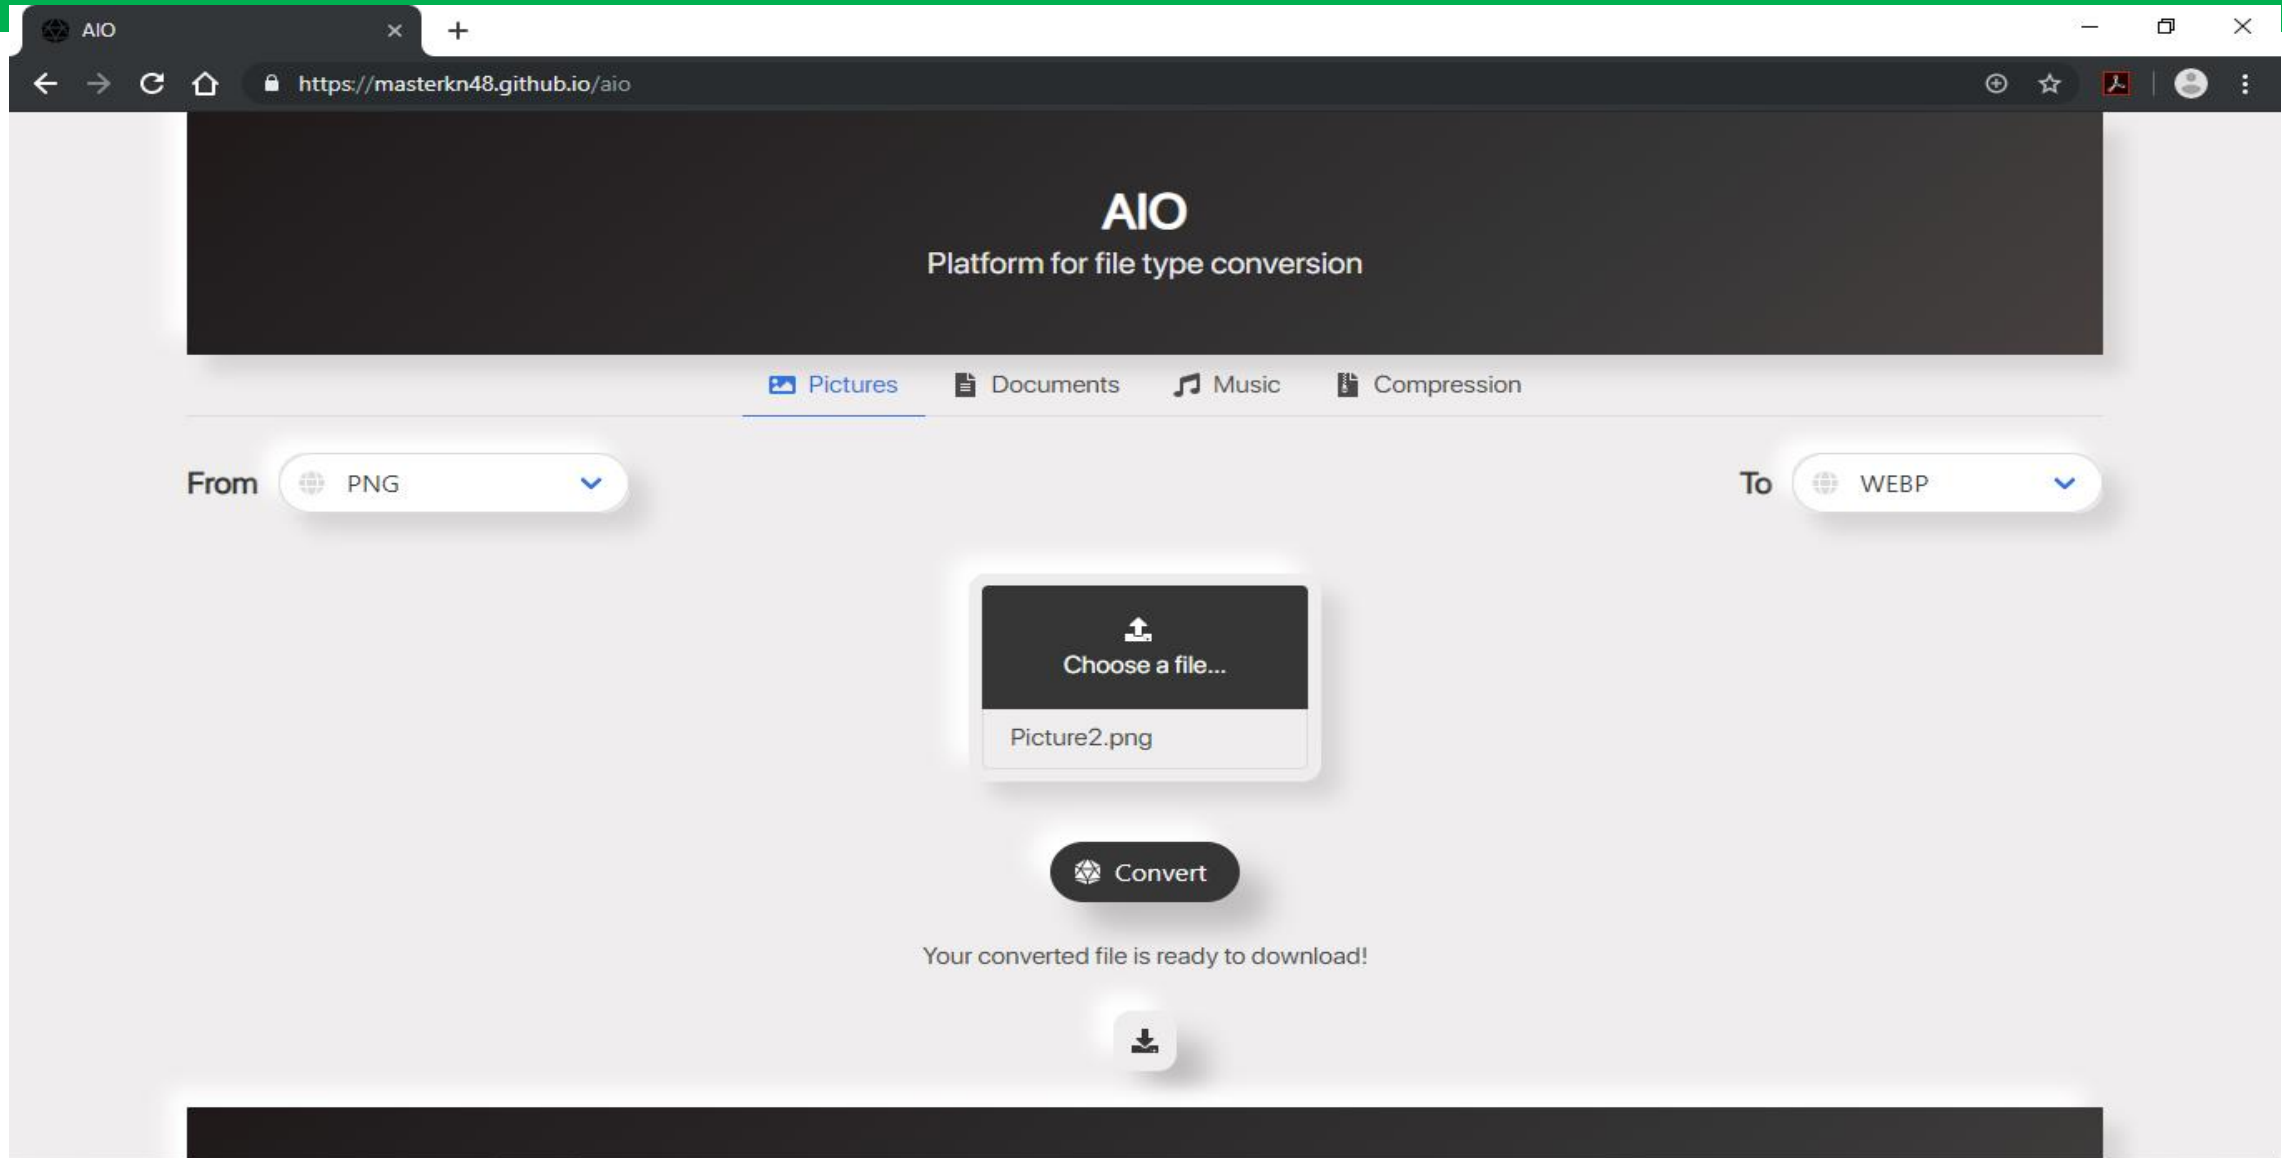 AIO
https://masterkn48.github.io/aio
AIO
Platform for file type conversion
Pictures Documents Music Compression
From PNG To WEBP
Choose a file...
Picture2.png
Convert
Your converted file is ready to download!